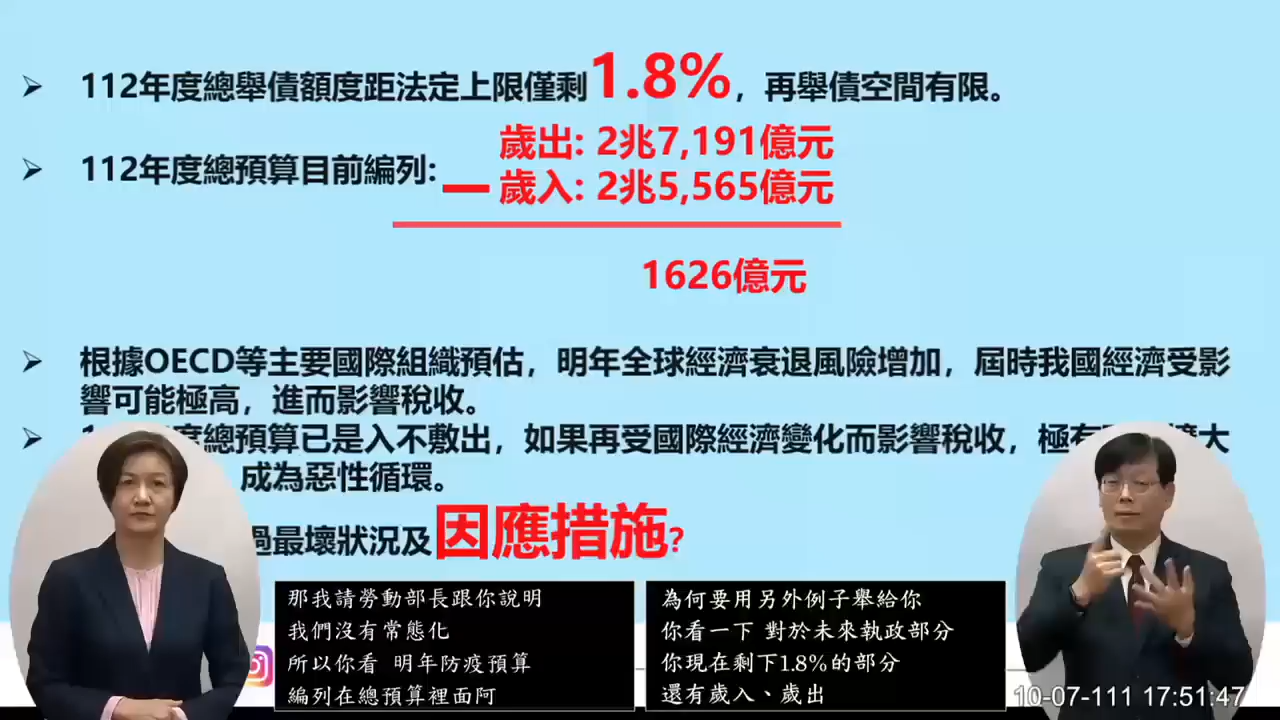 112年度總舉債額度距法定上限僅剩1.8%，再舉債空間有限。
歲出: 2兆7,191億元
112年度總預算目前編列:
— 歲入: 2兆5,565億元
1626億元
根據OECD等主要國際組織預估，明年全球經濟衰退風險增加，屆時我國經濟受影
響可能極高，進而影響稅收。
度總預算已是入不敷出，如果再受國際經濟變化而影響稅收，極有 大
成為惡性循環。
過最壞狀況及因應措施?
那我請勞動部長跟你說明
我們沒有常態化
所以你看 明年防疫預算
編列在總預算裡面阿
為何要用另外例子舉給你
你看一下 對於未來執政部分
你現在剩下1.8%的部分
還有歲入、歲出
10-07-111 17:51:47